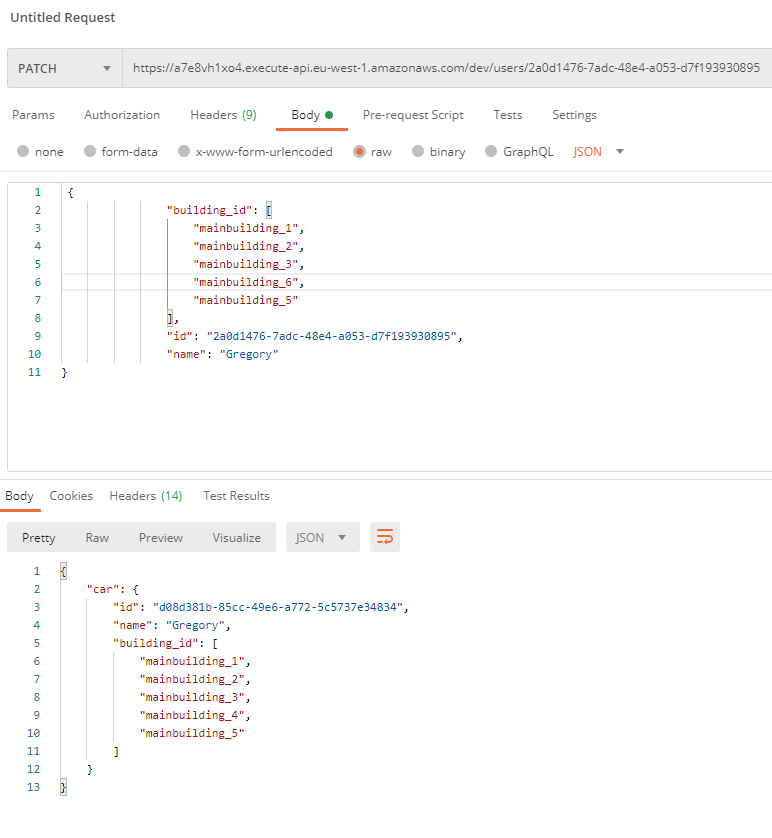 Untitled Request
PATCH https://a7e8vh1xo4.execute-api.eu-west-1.amazonaws.com/dev/users/2a0d1476-7adc-48e4-a053-d7f193930895
Params Authorization Headers (9) Body Pre-request Script Tests Settings
none form-data x-www-form-urlencoded raw binary GraphQL JSON
1 {
2 "building_id": [
3 "mainbuilding_1",
4 "mainbuilding_2",
5 "mainbuilding_3",
6 "mainbuilding_6",
7 "mainbuilding_5"
8 ],
9 "id": "2a0d1476-7adc-48e4-a053-d7f193930895",
10 "name": "Gregory"
11 }
Body Cookies Headers (14) Test Results
Pretty Raw Preview Visualize JSON
1 {
2 "car": {
3 "id": "d08d381b-85cc-49e6-a772-5c5737e34834",
4 "name": "Gregory",
5 "building_id": [
6 "mainbuilding_1",
7 "mainbuilding_2",
8 "mainbuilding_3",
9 "mainbuilding_4",
10 "mainbuilding_5"
11 ]
12 }
13 }